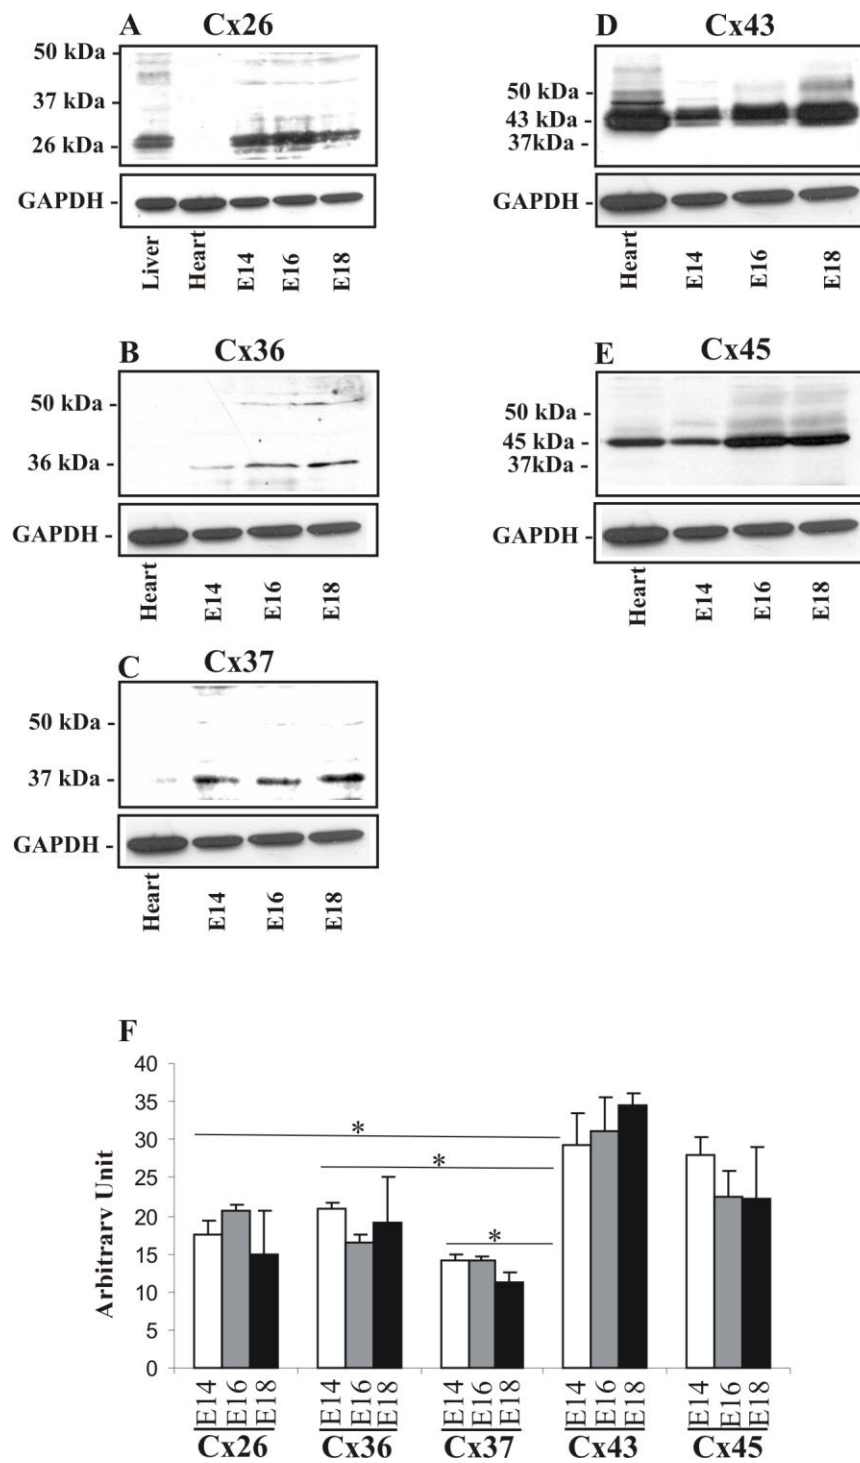 A Cx26
50 kDa -
37 kDa -
26 kDa -
GAPDH -
Liver Heart E14 E16 E18
B Cx36
50 kDa -
36 kDa -
GAPDH -
Heart E14 E16 E18
C Cx37
50 kDa -
37 kDa -
GAPDH -
Heart E14 E16 E18
D Cx43
50 kDa -
43 kDa -
37kDa -
GAPDH -
Heart E14 E16 E18
E Cx45
50 kDa -
45 kDa -
37kDa -
GAPDH -
Heart E14 E16 E18
F
Arbitrary Unit
40
35
30
25
20
15
10
5
0
*
*
*
E14 E16 E18 E14 E16 E18 E14 E16 E18 E14 E16 E18 E14 E16 E18
Cx26 Cx36 Cx37 Cx43 Cx45